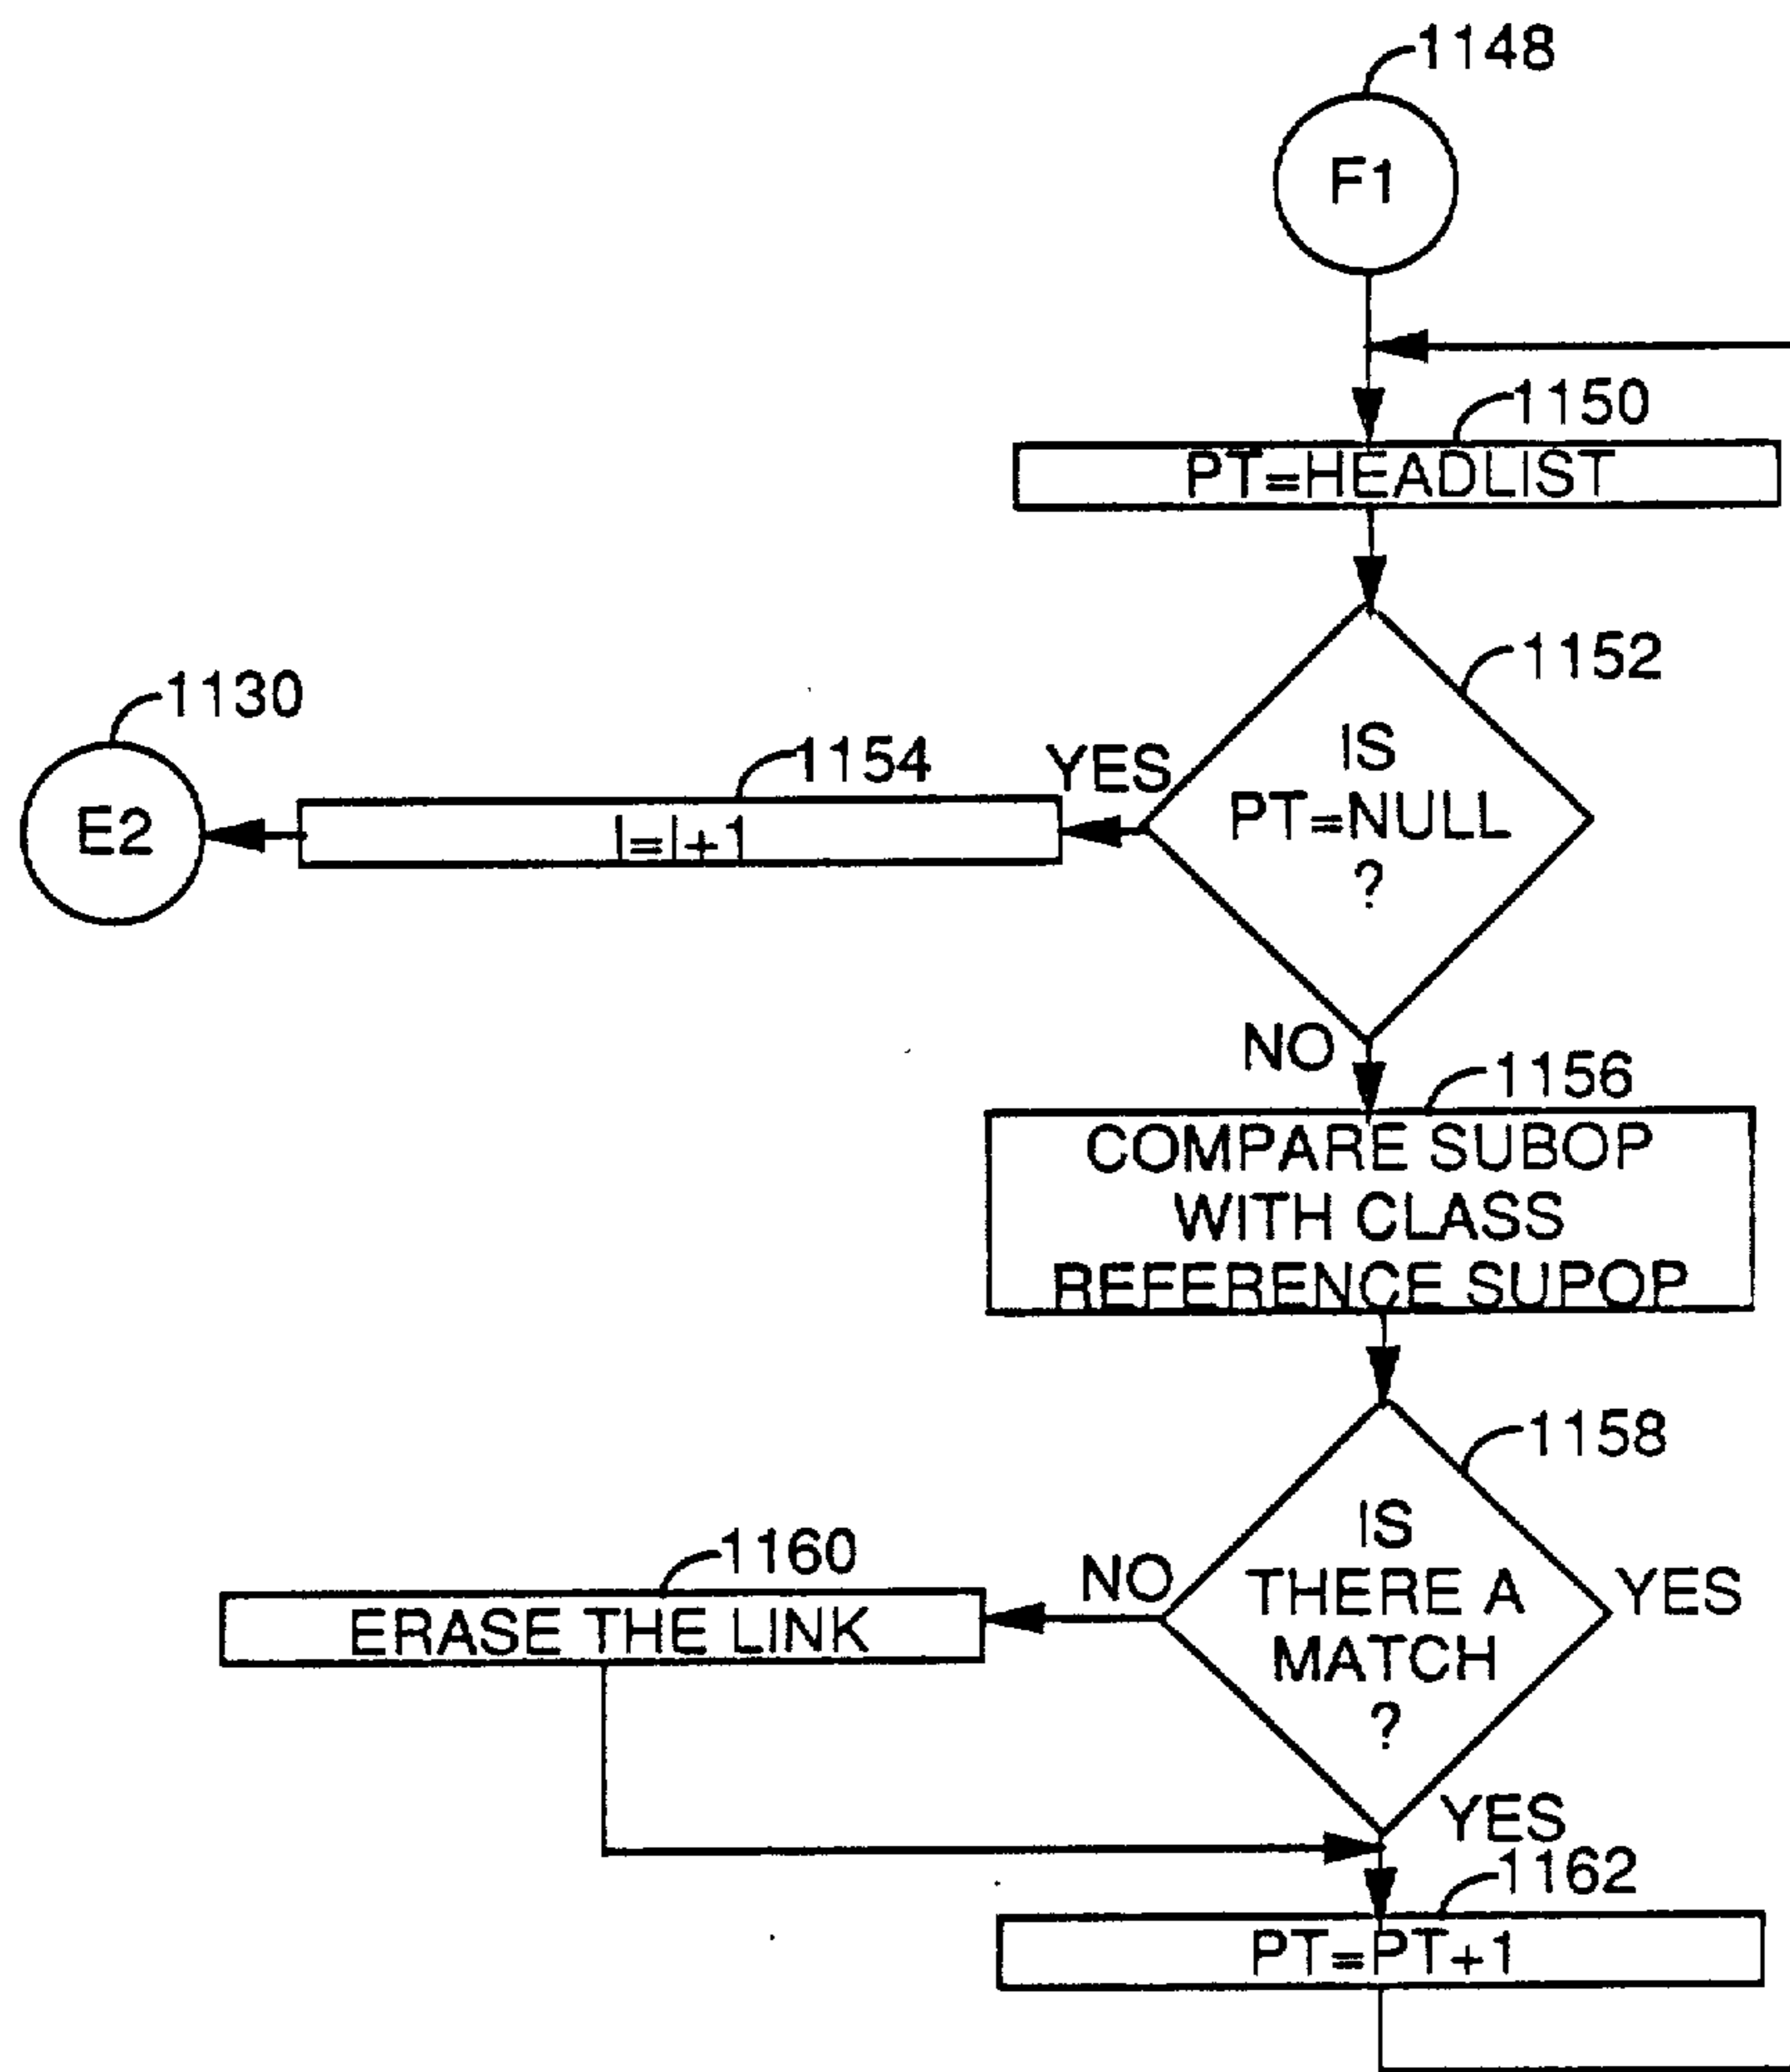 1148
F1
1150
PT=HEADLIST
1152
IS
PT=NULL
?
YES
1154
I=I+1
1130
E2
NO
1156
COMPARE SUBOP
WITH CLASS
REFERENCE SUPOP
1158
IS
THERE A
MATCH
?
YES
NO
1160
ERASE THE LINK
YES
1162
PT=PT+1